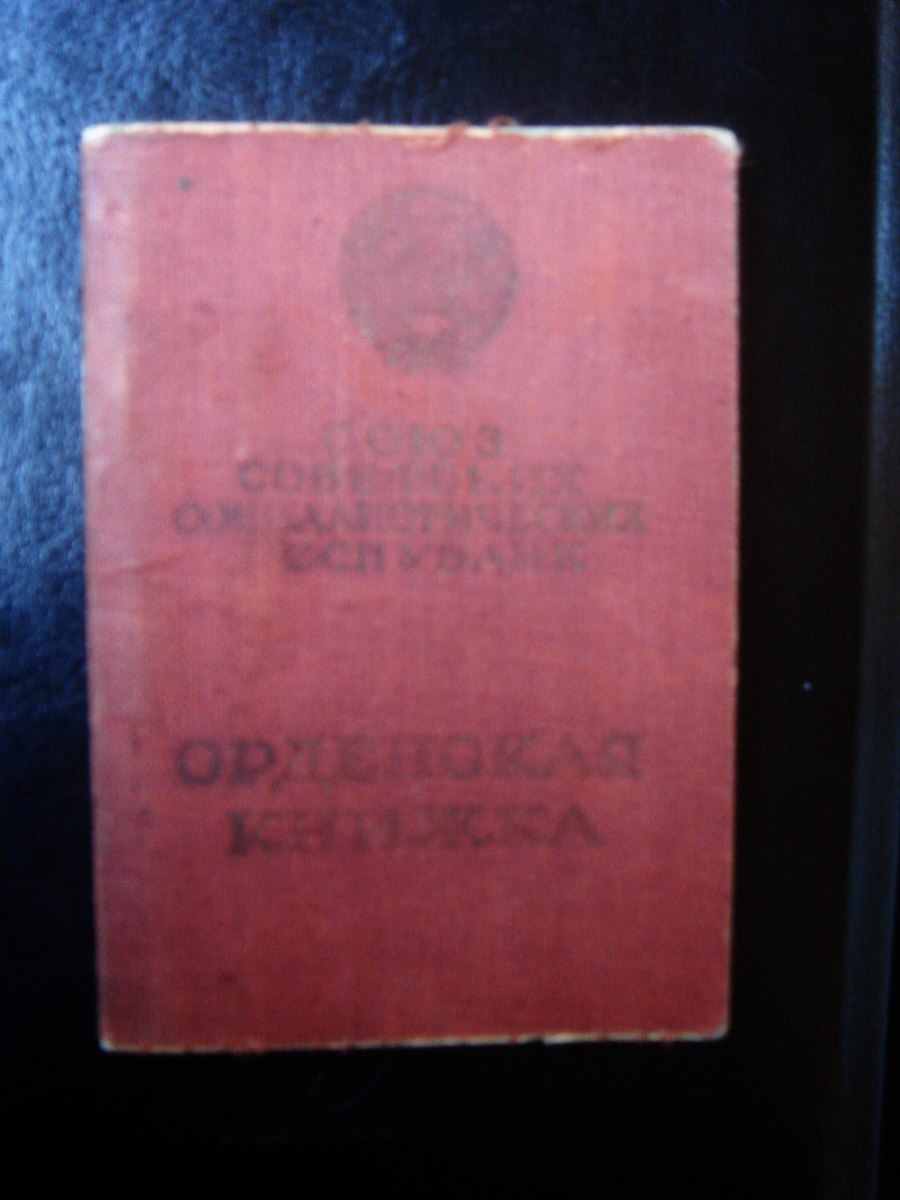 СОЮЗ
СОВЕТСКИХ
СОЦИАЛИСТИЧЕСКИХ
РЕСПУБЛИК
ОРДЕНСКАЯ
КНИЖКА